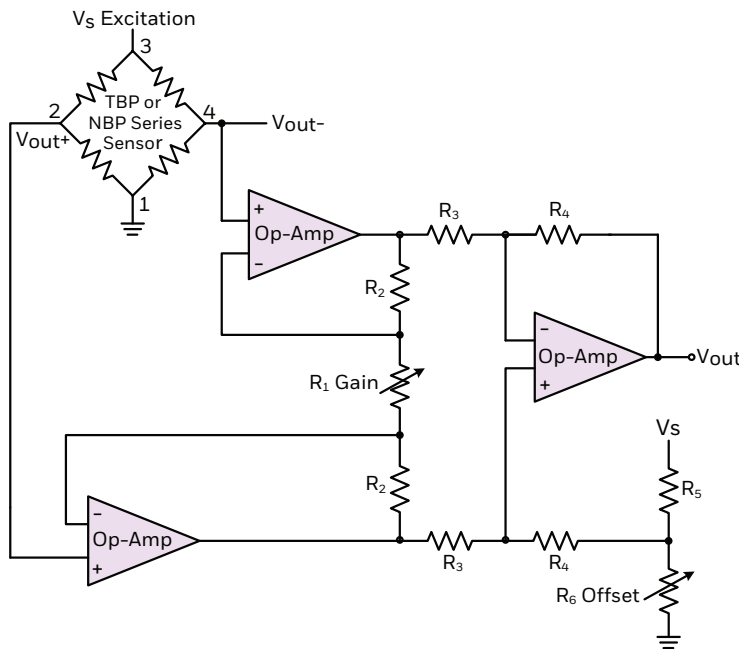 Vs Excitation
3
2
TBP or
NBP Series
Sensor
4
Vout+
Vout-
1
+
Op-Amp
-
R3
R4
R2
R1 Gain
-
Op-Amp
+
Vout
Vs
R5
R2
-
Op-Amp
+
R3
R4
R6 Offset